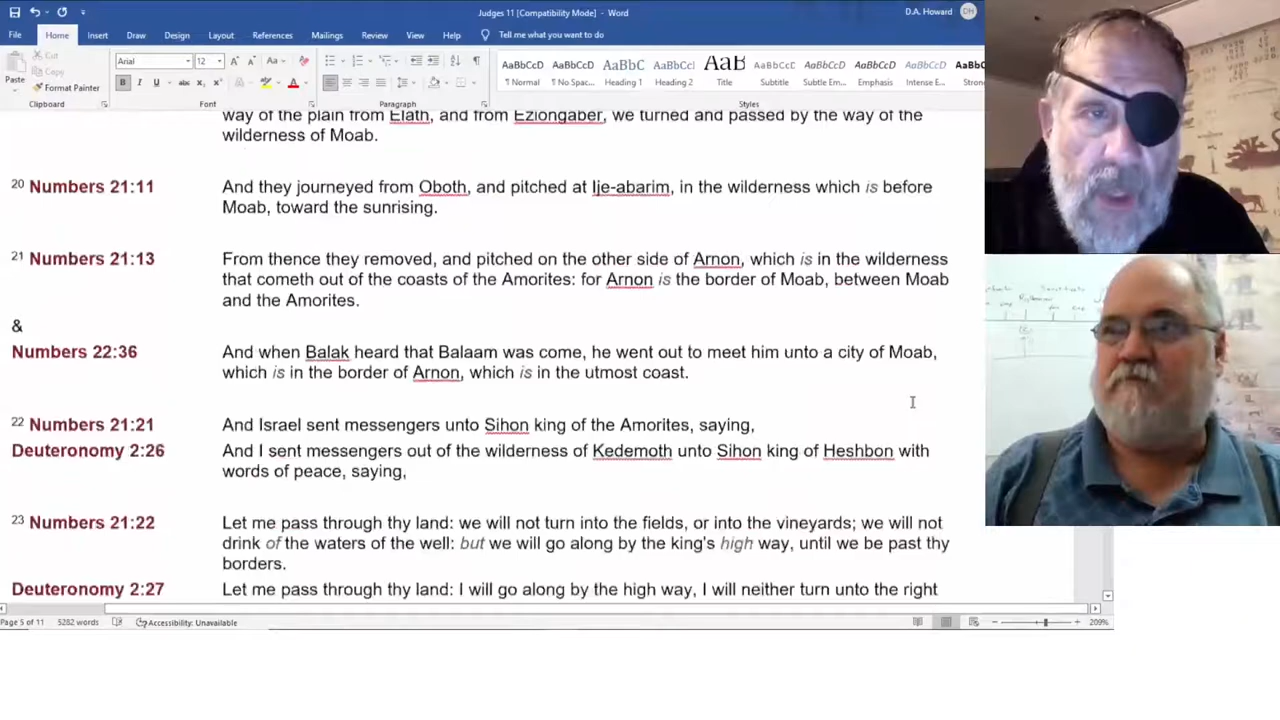 Judges 11 [Compatibility Mode] - Word
D.A. Howard DH
File Home Insert Draw Design Layout References Mailings Review View Help Tell me what you want to do
Cut
Copy
Format Painter
Paste
Arial 12
AaBbCcD AaBbCcD AaBbC AaBbCcI AaB AaBbCcD AaBbCcD AaBbCcD AaBbCcD AaBbC
¶ Normal ¶ No Spac... Heading 1 Heading 2 Title Subtitle Subtle Em... Emphasis Intense E... Stron
Clipboard Font Paragraph Styles
way of the plain from Elath, and from Eziongaber, we turned and passed by the way of the
wilderness of Moab.
20 Numbers 21:11 And they journeyed from Oboth, and pitched at Ije-abarim, in the wilderness which is before
Moab, toward the sunrising.
21 Numbers 21:13 From thence they removed, and pitched on the other side of Arnon, which is in the wilderness
that cometh out of the coasts of the Amorites: for Arnon is the border of Moab, between Moab
and the Amorites.
&
Numbers 22:36 And when Balak heard that Balaam was come, he went out to meet him unto a city of Moab,
which is in the border of Arnon, which is in the utmost coast.
22 Numbers 21:21 And Israel sent messengers unto Sihon king of the Amorites, saying,
Deuteronomy 2:26 And I sent messengers out of the wilderness of Kedemoth unto Sihon king of Heshbon with
words of peace, saying,
23 Numbers 21:22 Let me pass through thy land: we will not turn into the fields, or into the vineyards; we will not
drink of the waters of the well: but we will go along by the king's high way, until we be past thy
borders.
Deuteronomy 2:27 Let me pass through thy land: I will go along by the high way, I will neither turn unto the right
Page 5 of 11 5282 words Accessibility: Unavailable 209%